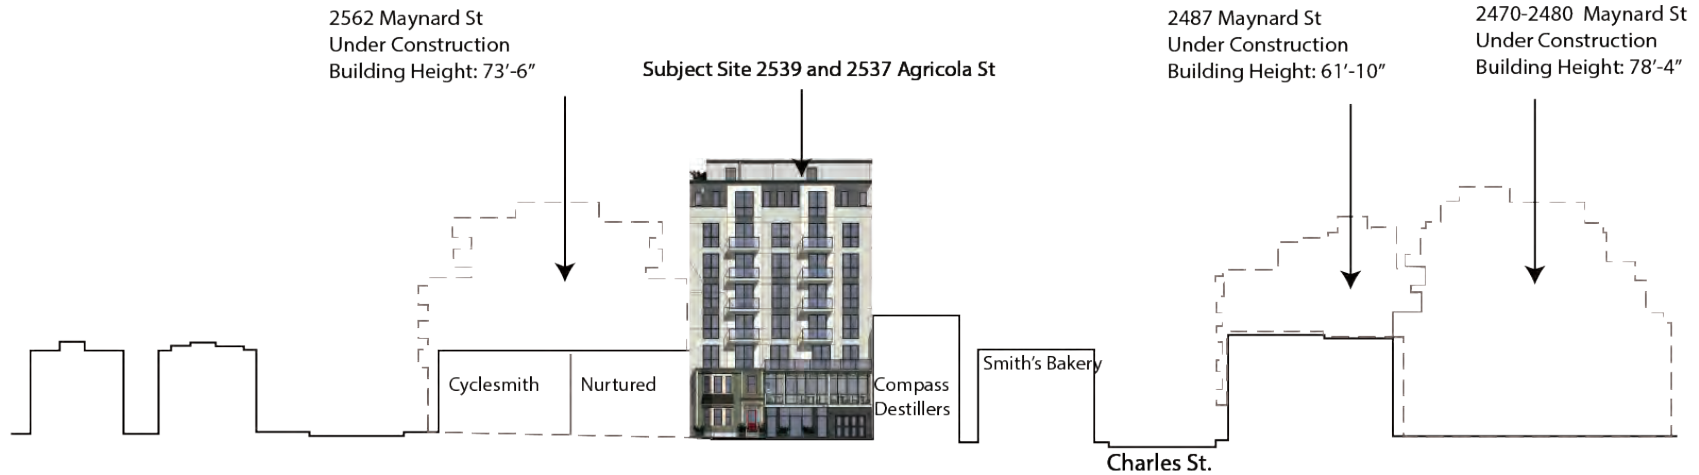 2562 Maynard St
Under Construction
Building Height: 73'-6"
Subject Site 2539 and 2537 Agricola St
2487 Maynard St
Under Construction
Building Height: 61'-10"
2470-2480 Maynard St
Under Construction
Building Height: 78'-4"
Cyclesmith
Nurtured
Compass
Destillers
Smith's Bakery
Charles St.